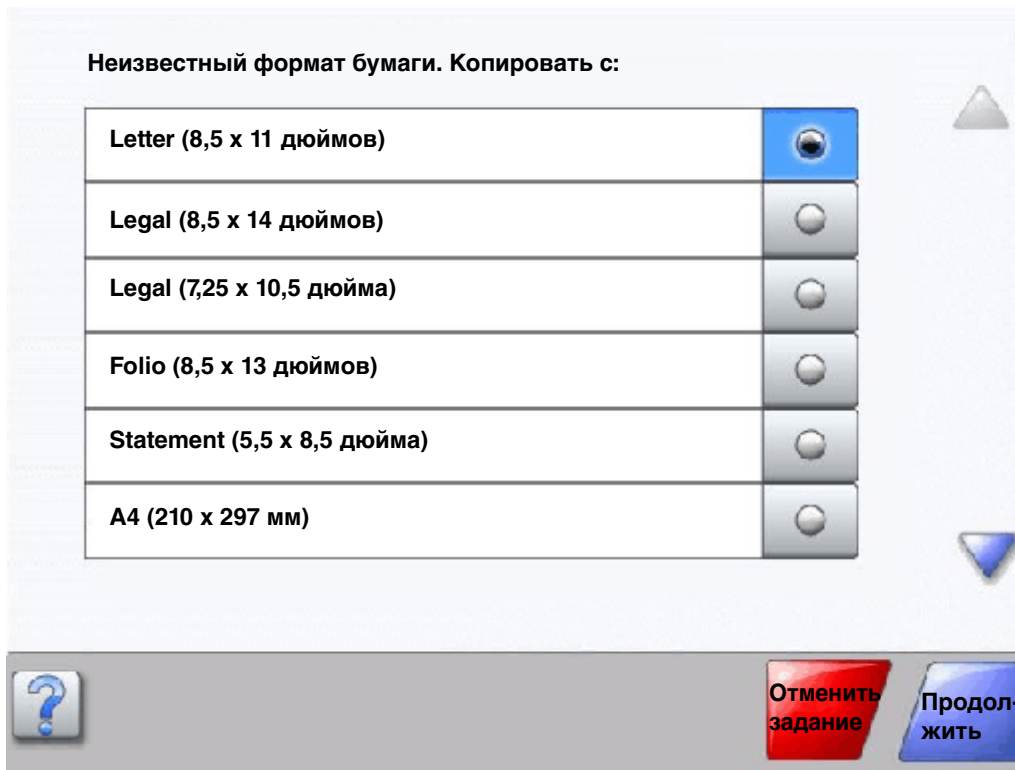 Неизвестный формат бумаги. Копировать с:
Letter (8,5 x 11 дюймов)
Legal (8,5 x 14 дюймов)
Legal (7,25 x 10,5 дюйма)
Folio (8,5 x 13 дюймов)
Statement (5,5 x 8,5 дюйма)
A4 (210 x 297 мм)
?
Отменить
задание
Продол-
жить